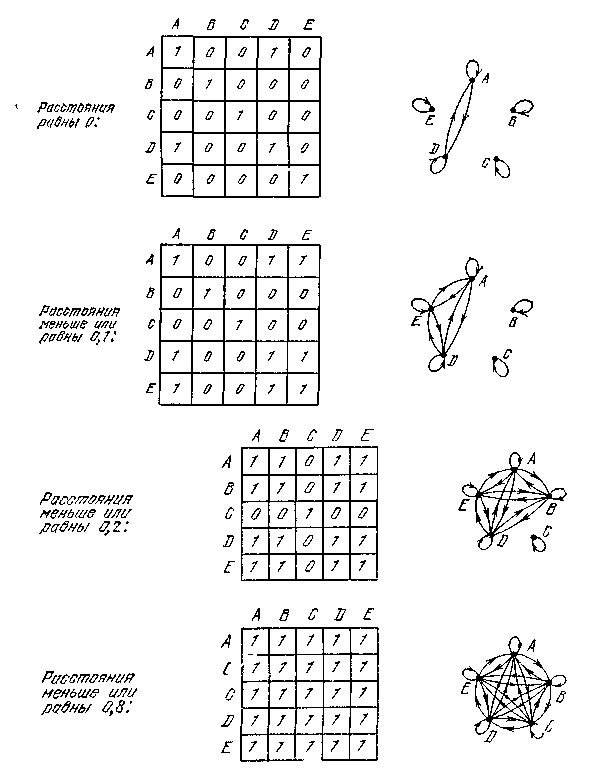 A B C D E
A 1 0 0 1 0
B 0 1 0 0 0
C 0 0 1 0 0
D 1 0 0 1 0
E 0 0 0 0 1
Расстояния
равны 0:
A
E
B
D
C
A B C D E
A 1 0 0 1 1
B 0 1 0 0 0
C 0 0 1 0 0
D 1 0 0 1 1
E 1 0 0 1 1
Расстояния
меньше или
равны 0,1:
A
E
B
D
C
A B C D E
A 1 1 0 1 1
B 1 1 0 1 1
C 0 0 1 0 0
D 1 1 0 1 1
E 1 1 0 1 1
Расстояния
меньше или
равны 0,2:
A
E
B
C
D
A B C D E
A 1 1 1 1 1
1 1 1 1 1
C 1 1 1 1 1
D 1 1 1 1 1
E 1 1 1 1 1
Расстояния
меньше или
равны 0,8:
A
E
B
D
C